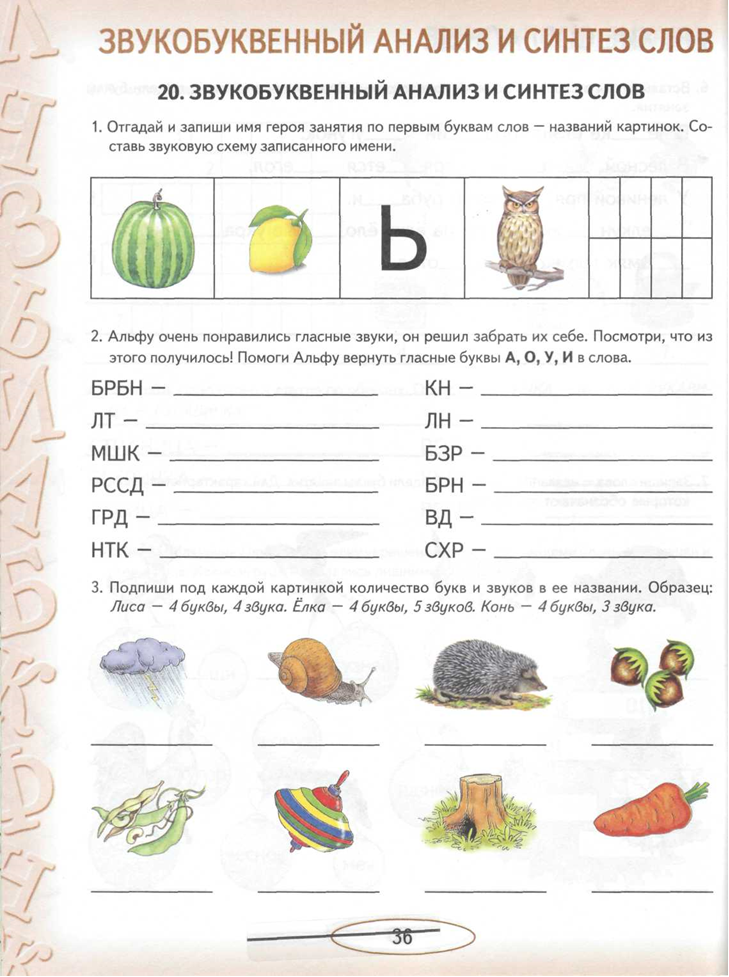 ЗВУКОБУКВЕННЫЙ АНАЛИЗ И СИНТЕЗ СЛОВ
20. ЗВУКОБУКВЕННЫЙ АНАЛИЗ И СИНТЕЗ СЛОВ
1. Отгадай и запиши имя героя занятия по первым буквам слов — названий картинок. Со-
ставь звуковую схему записанного имени.
Ь
2. Альфу очень понравились гласные звуки, он решил забрать их себе. Посмотри, что из
этого получилось! Помоги Альфу вернуть гласные буквы А, О, У, И в слова.
БРБН — КН —
ЛТ — ЛН —
МШК — БЗР —
РССД — БРН —
ГРД — ВД —
НТК — СХР —
3. Подпиши под каждой картинкой количество букв и звуков в ее названии. Образец:
Лиса — 4 буквы, 4 звука. Ёлка — 4 буквы, 5 звуков. Конь — 4 буквы, 3 звука.
36